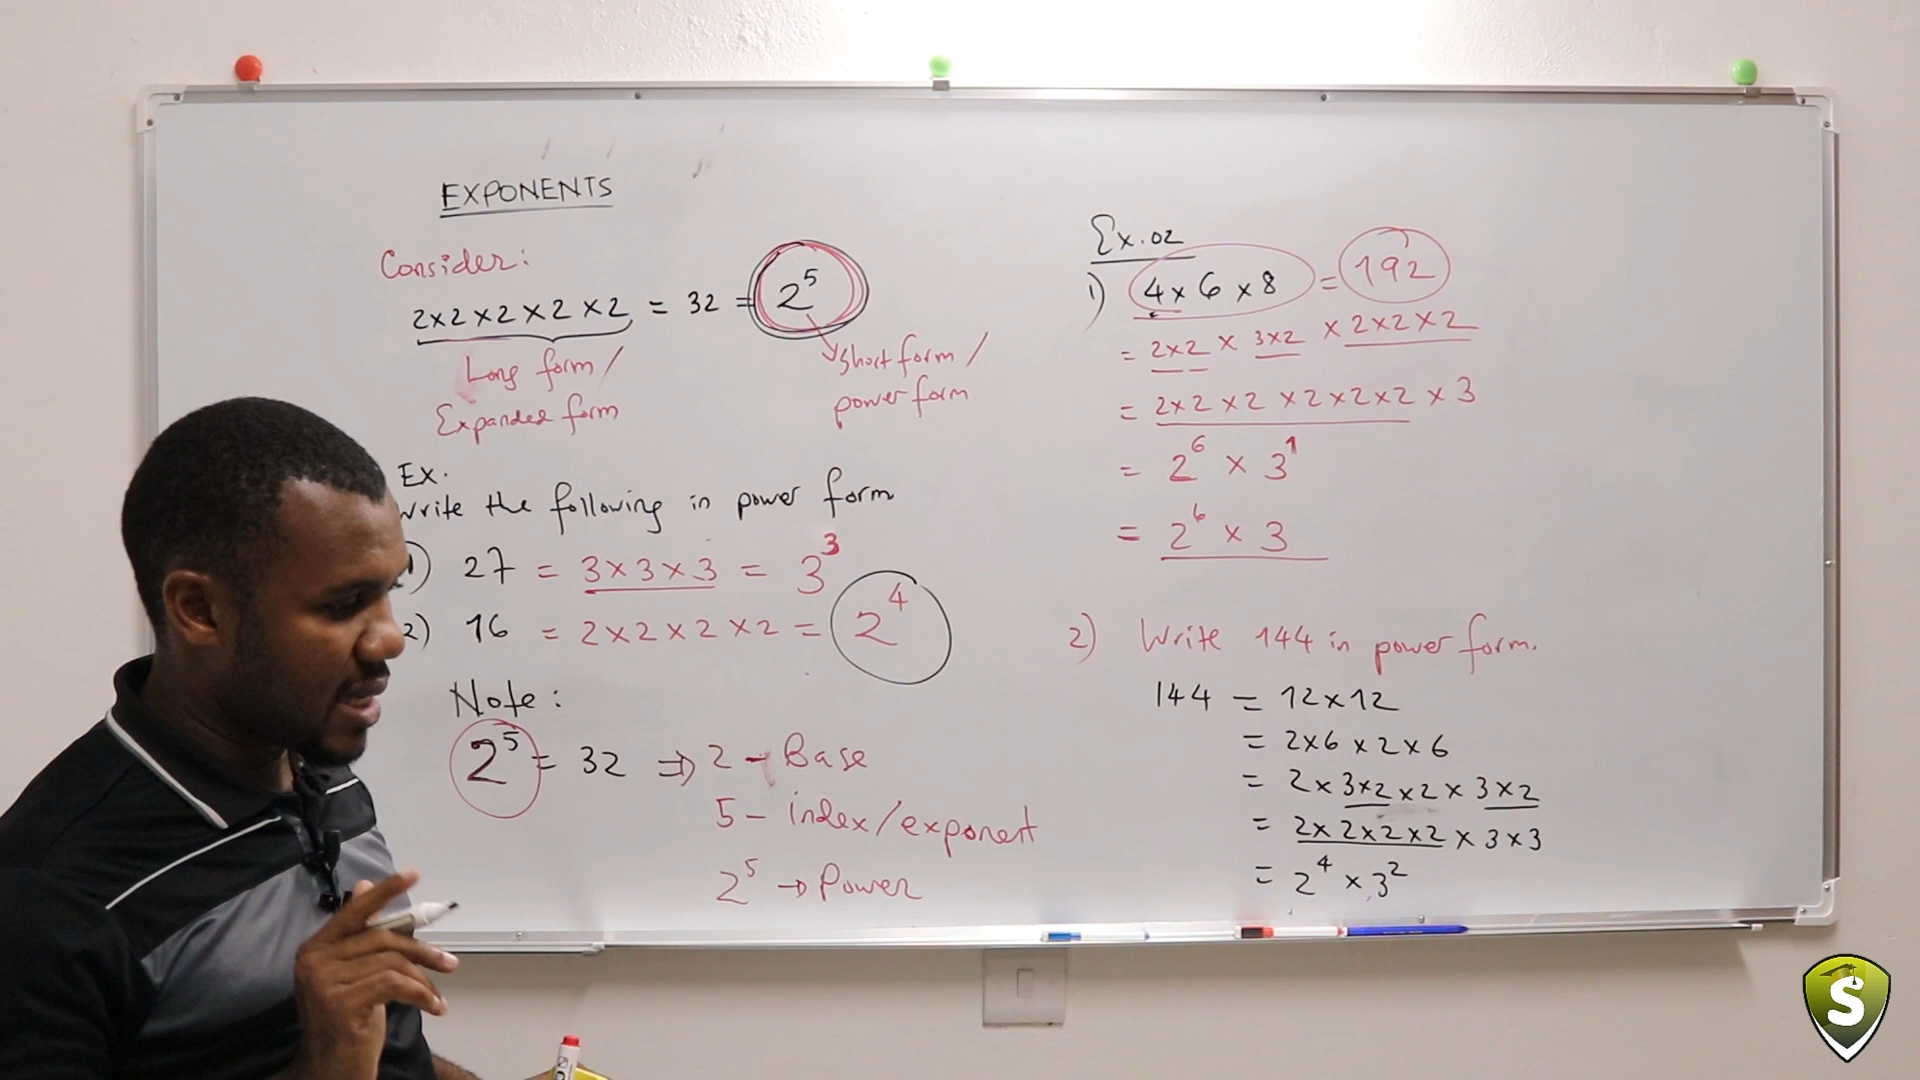 EXPONENTS
Consider:
2×2×2×2×2 = 32 = 2⁵
Long form/
Expanded form
Short form/
power form
Ex.
Write the following in power form
1) 27 = 3×3×3 = 3³
2) 16 = 2×2×2×2 = 2⁴
Note:
2⁵ = 32 ⇒ 2 – Base
5 – index/exponent
2⁵ → Power
Ex.02
1) 4×6×8 = 192
= 2×2 × 3×2 × 2×2×2
= 2×2×2×2×2×2 × 3
= 2⁶ × 3¹
= 2⁶ × 3
2) Write 144 in power form.
144 = 12×12
= 2×6×2×6
= 2×3×2×2×3×2
= 2×2×2×2×3×3
= 2⁴ × 3²
S